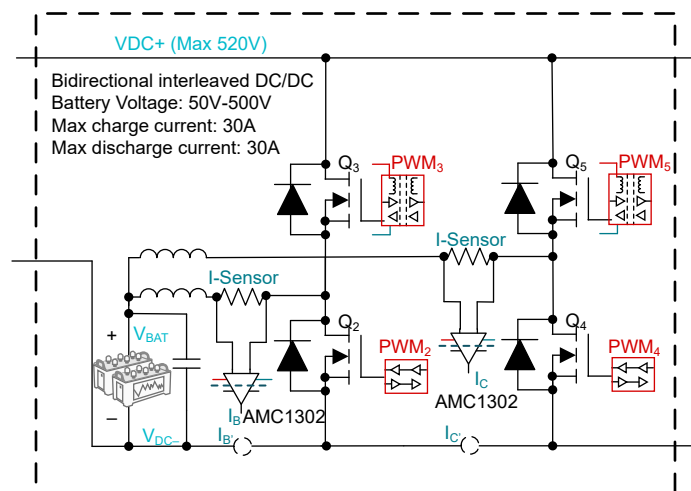 VDC+ (Max 520V)
Bidirectional interleaved DC/DC
Battery Voltage: 50V-500V
Max charge current: 30A
Max discharge current: 30A
Q3
PWM3
Q5
PWM5
I-Sensor
I-Sensor
+
VBAT
Q2
PWM2
Q4
PWM4
IC
AMC1302
–
IB
AMC1302
VDC–
IB'
IC'